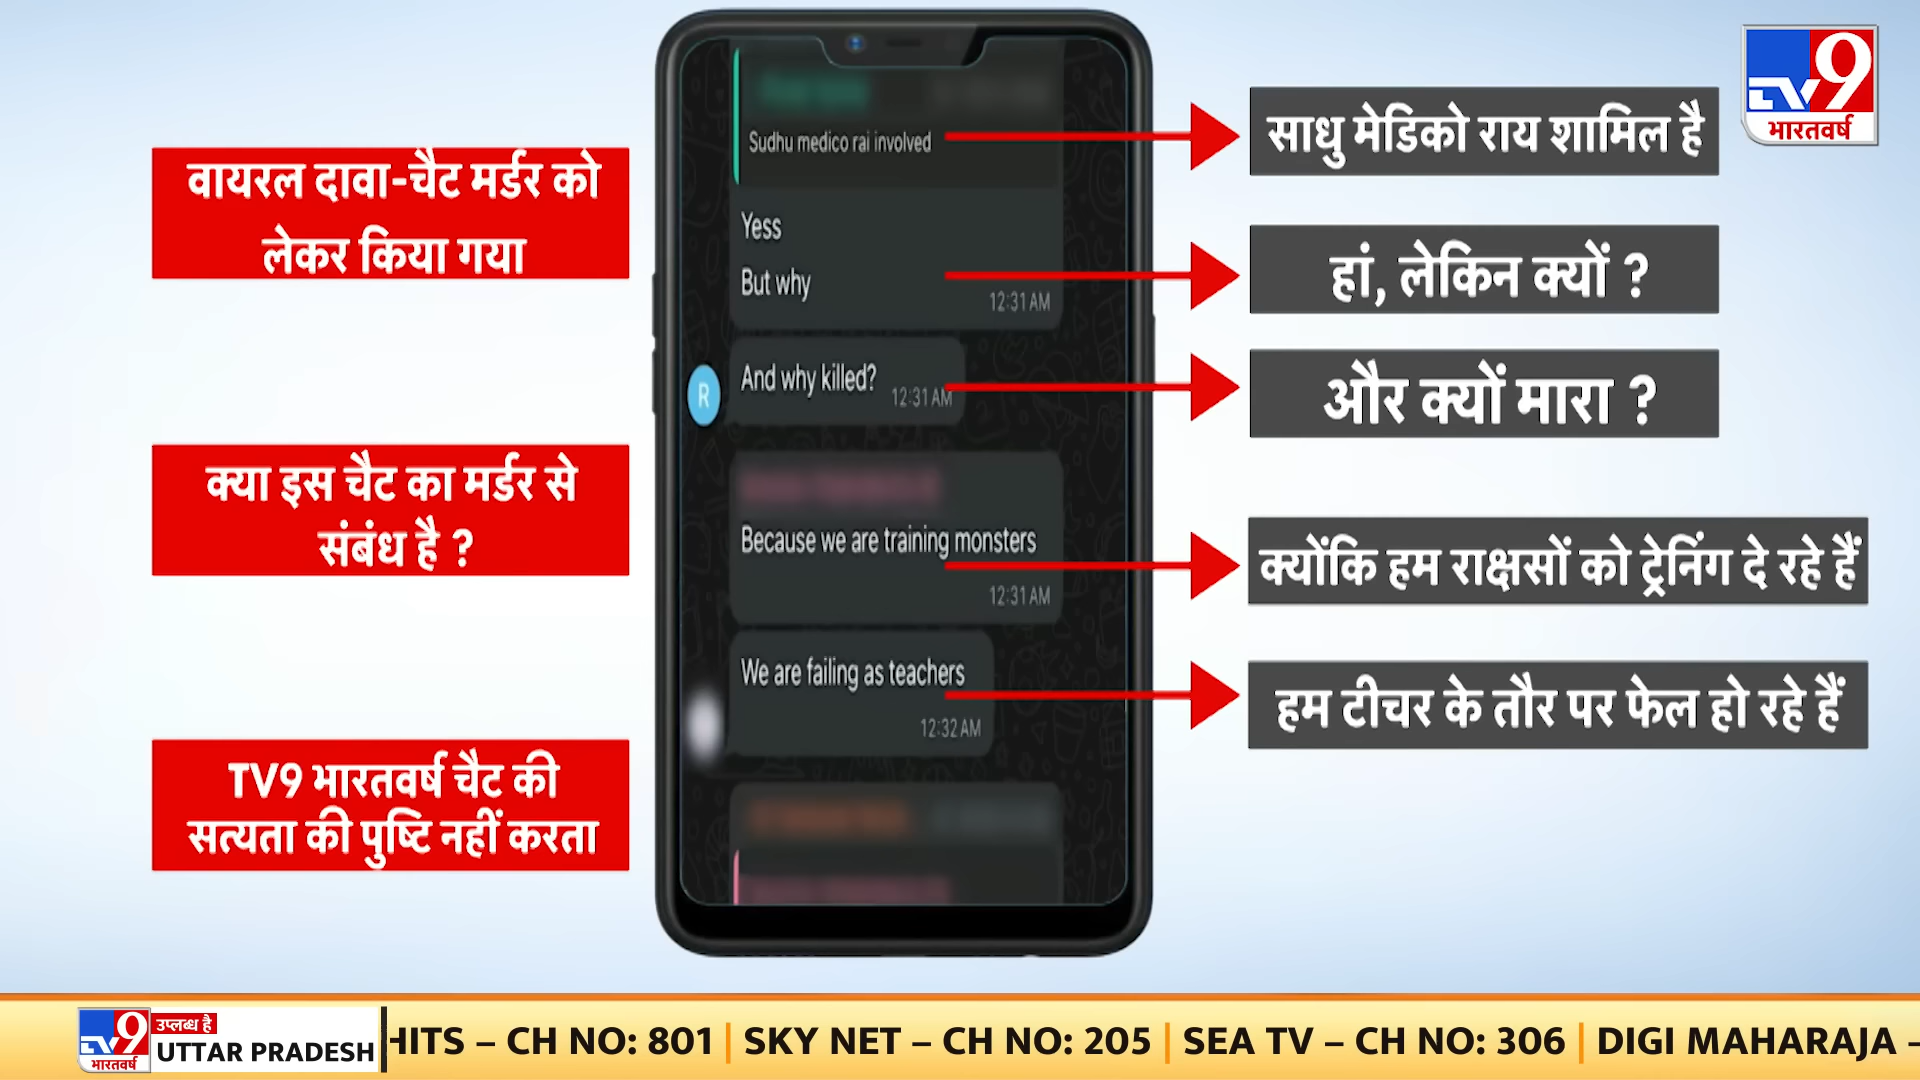 TV9
भारतवर्ष
वायरल दावा-चैट मर्डर को
लेकर किया गया
क्या इस चैट का मर्डर से
संबंध है ?
TV9 भारतवर्ष चैट की
सत्यता की पुष्टि नहीं करता
Sudhu medico rai involved
Yess
But why
12:31 AM
And why killed?
12:31 AM
R
Because we are training monsters
12:31 AM
We are failing as teachers
12:32 AM
साधु मेडिको राय शामिल है
हां, लेकिन क्यों ?
और क्यों मारा ?
क्योंकि हम राक्षसों को ट्रेनिंग दे रहे हैं
हम टीचर के तौर पर फेल हो रहे हैं
TV9
भारतवर्ष
उप्लब्ध है
UTTAR PRADESH
HITS – CH NO: 801 | SKY NET – CH NO: 205 | SEA TV – CH NO: 306 | DIGI MAHARAJA –